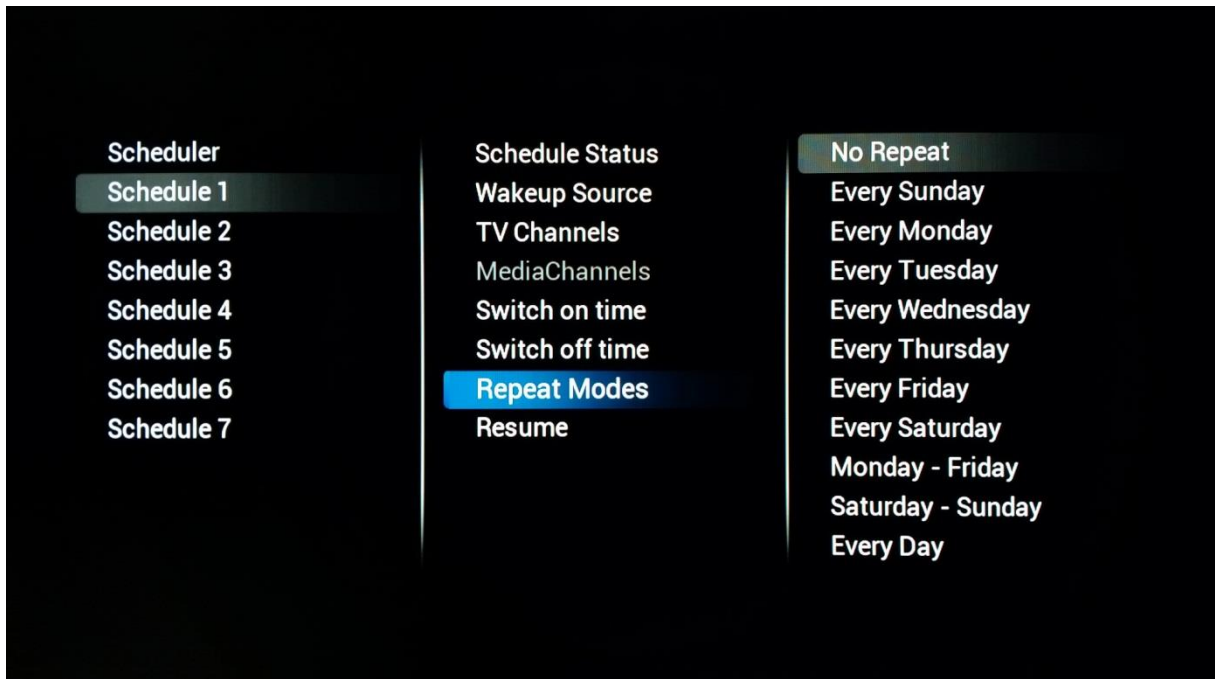 Scheduler
Schedule 1
Schedule 2
Schedule 3
Schedule 4
Schedule 5
Schedule 6
Schedule 7
Schedule Status
Wakeup Source
TV Channels
MediaChannels
Switch on time
Switch off time
Repeat Modes
Resume
No Repeat
Every Sunday
Every Monday
Every Tuesday
Every Wednesday
Every Thursday
Every Friday
Every Saturday
Monday - Friday
Saturday - Sunday
Every Day